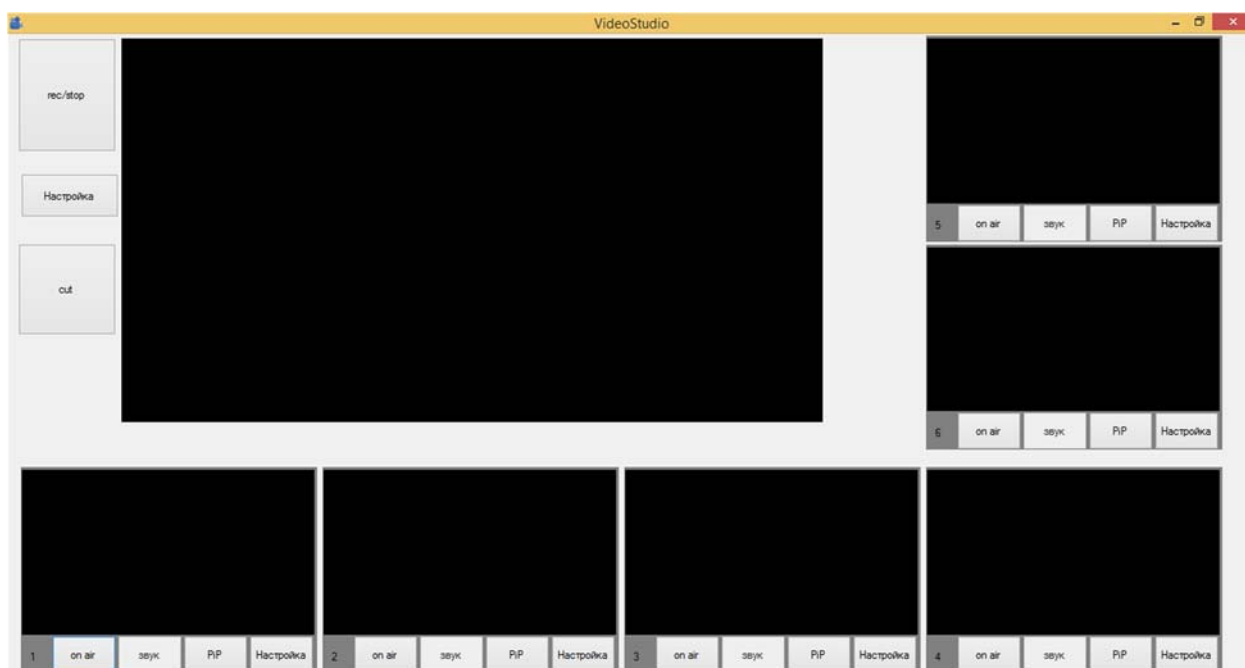 VideoStudio
rec/stop
Настройка
cut
5 on air звук PiP Настройка
6 on air звук PiP Настройка
1 on air звук PiP Настройка
2 on air звук PiP Настройка
3 on air звук PiP Настройка
4 on air звук PiP Настройка